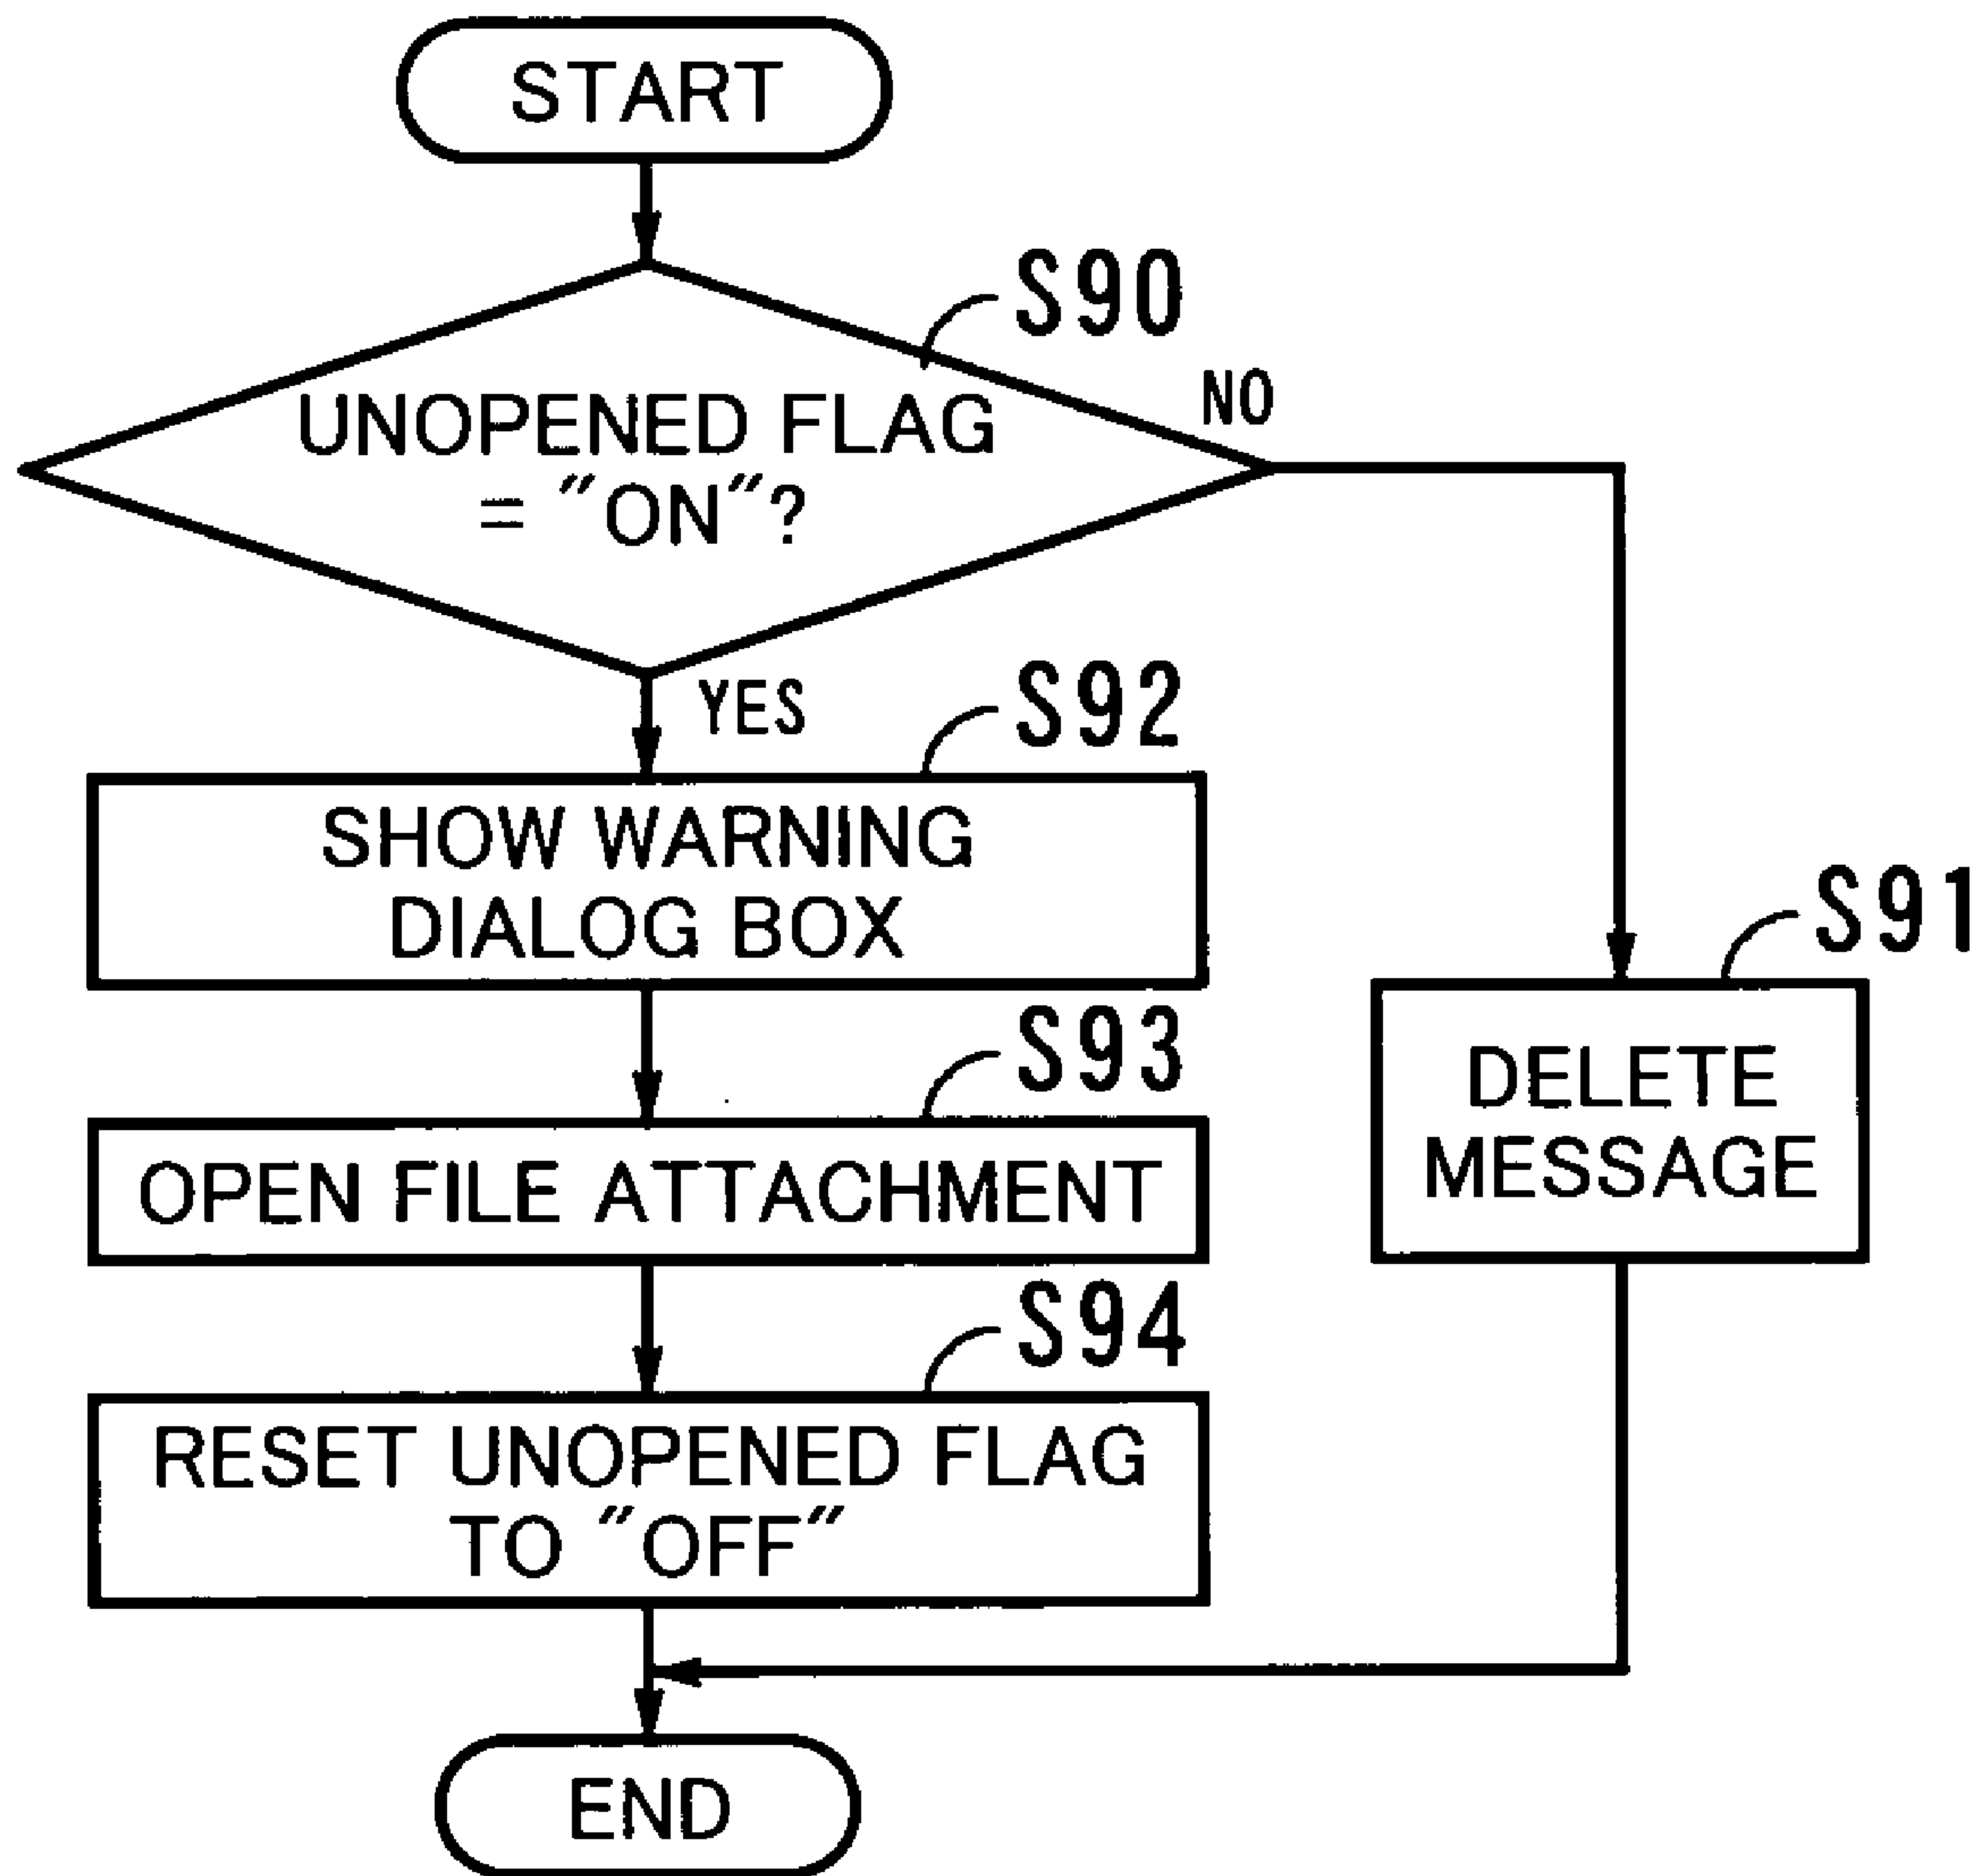 START
S90
UNOPENED FLAG
= "ON"?
NO
YES
S92
SHOW WARNING
DIALOG BOX
S91
DELETE
MESSAGE
S93
OPEN FILE ATTACHMENT
S94
RESET UNOPENED FLAG
TO "OFF"
END